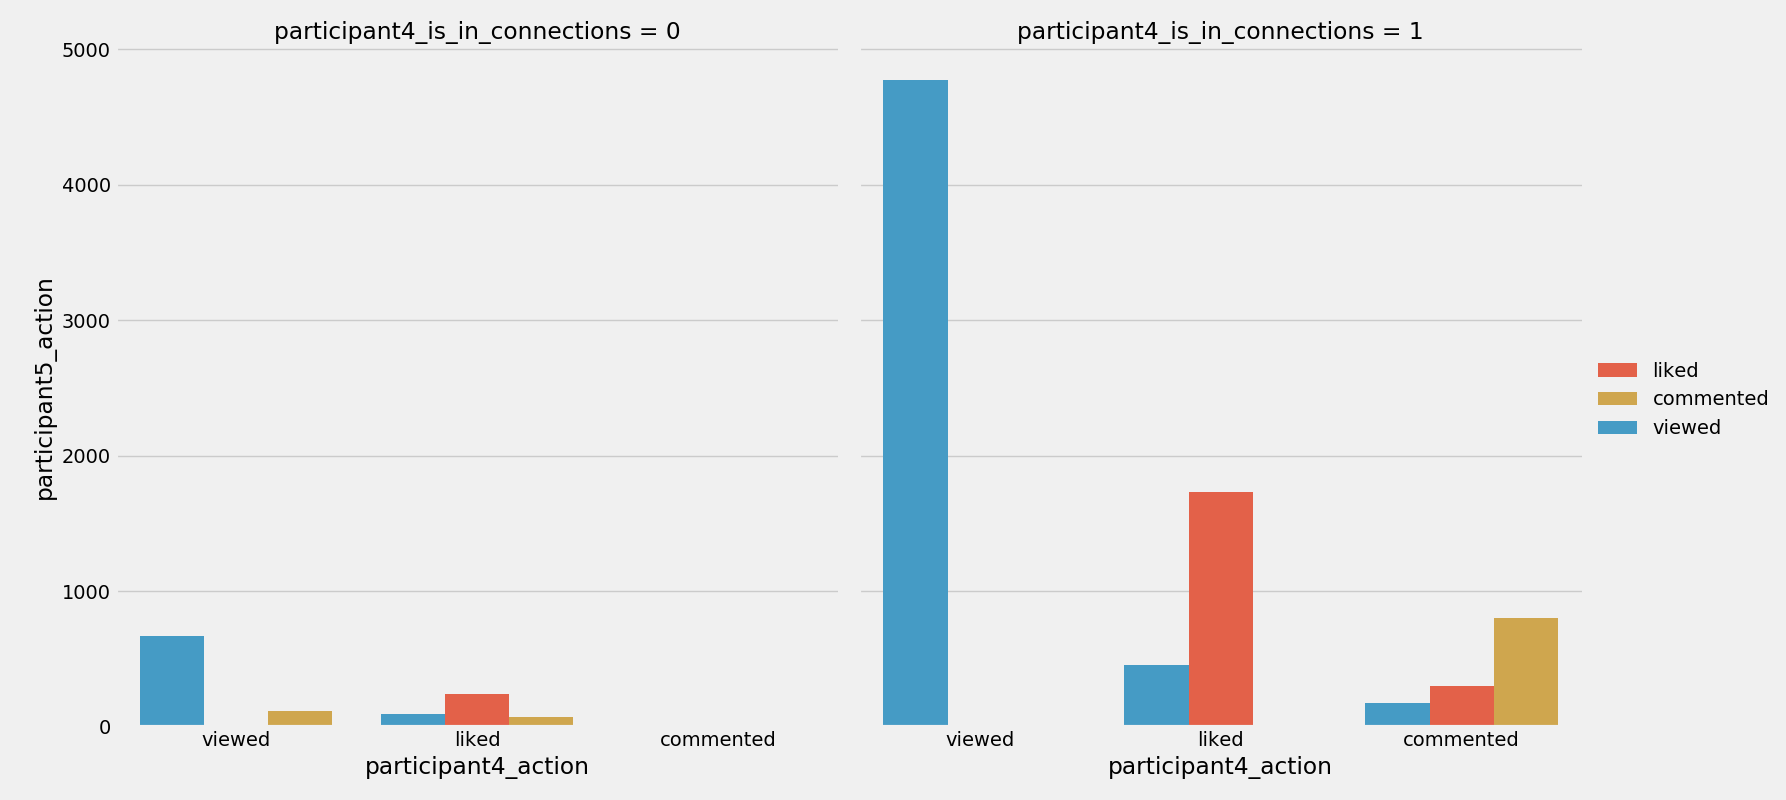 participant4_is_in_connections = 0
participant4_is_in_connections = 1
5000
4000
3000
2000
1000
0
participant5_action
viewed
liked
commented
viewed
liked
commented
participant4_action
participant4_action
liked
commented
viewed